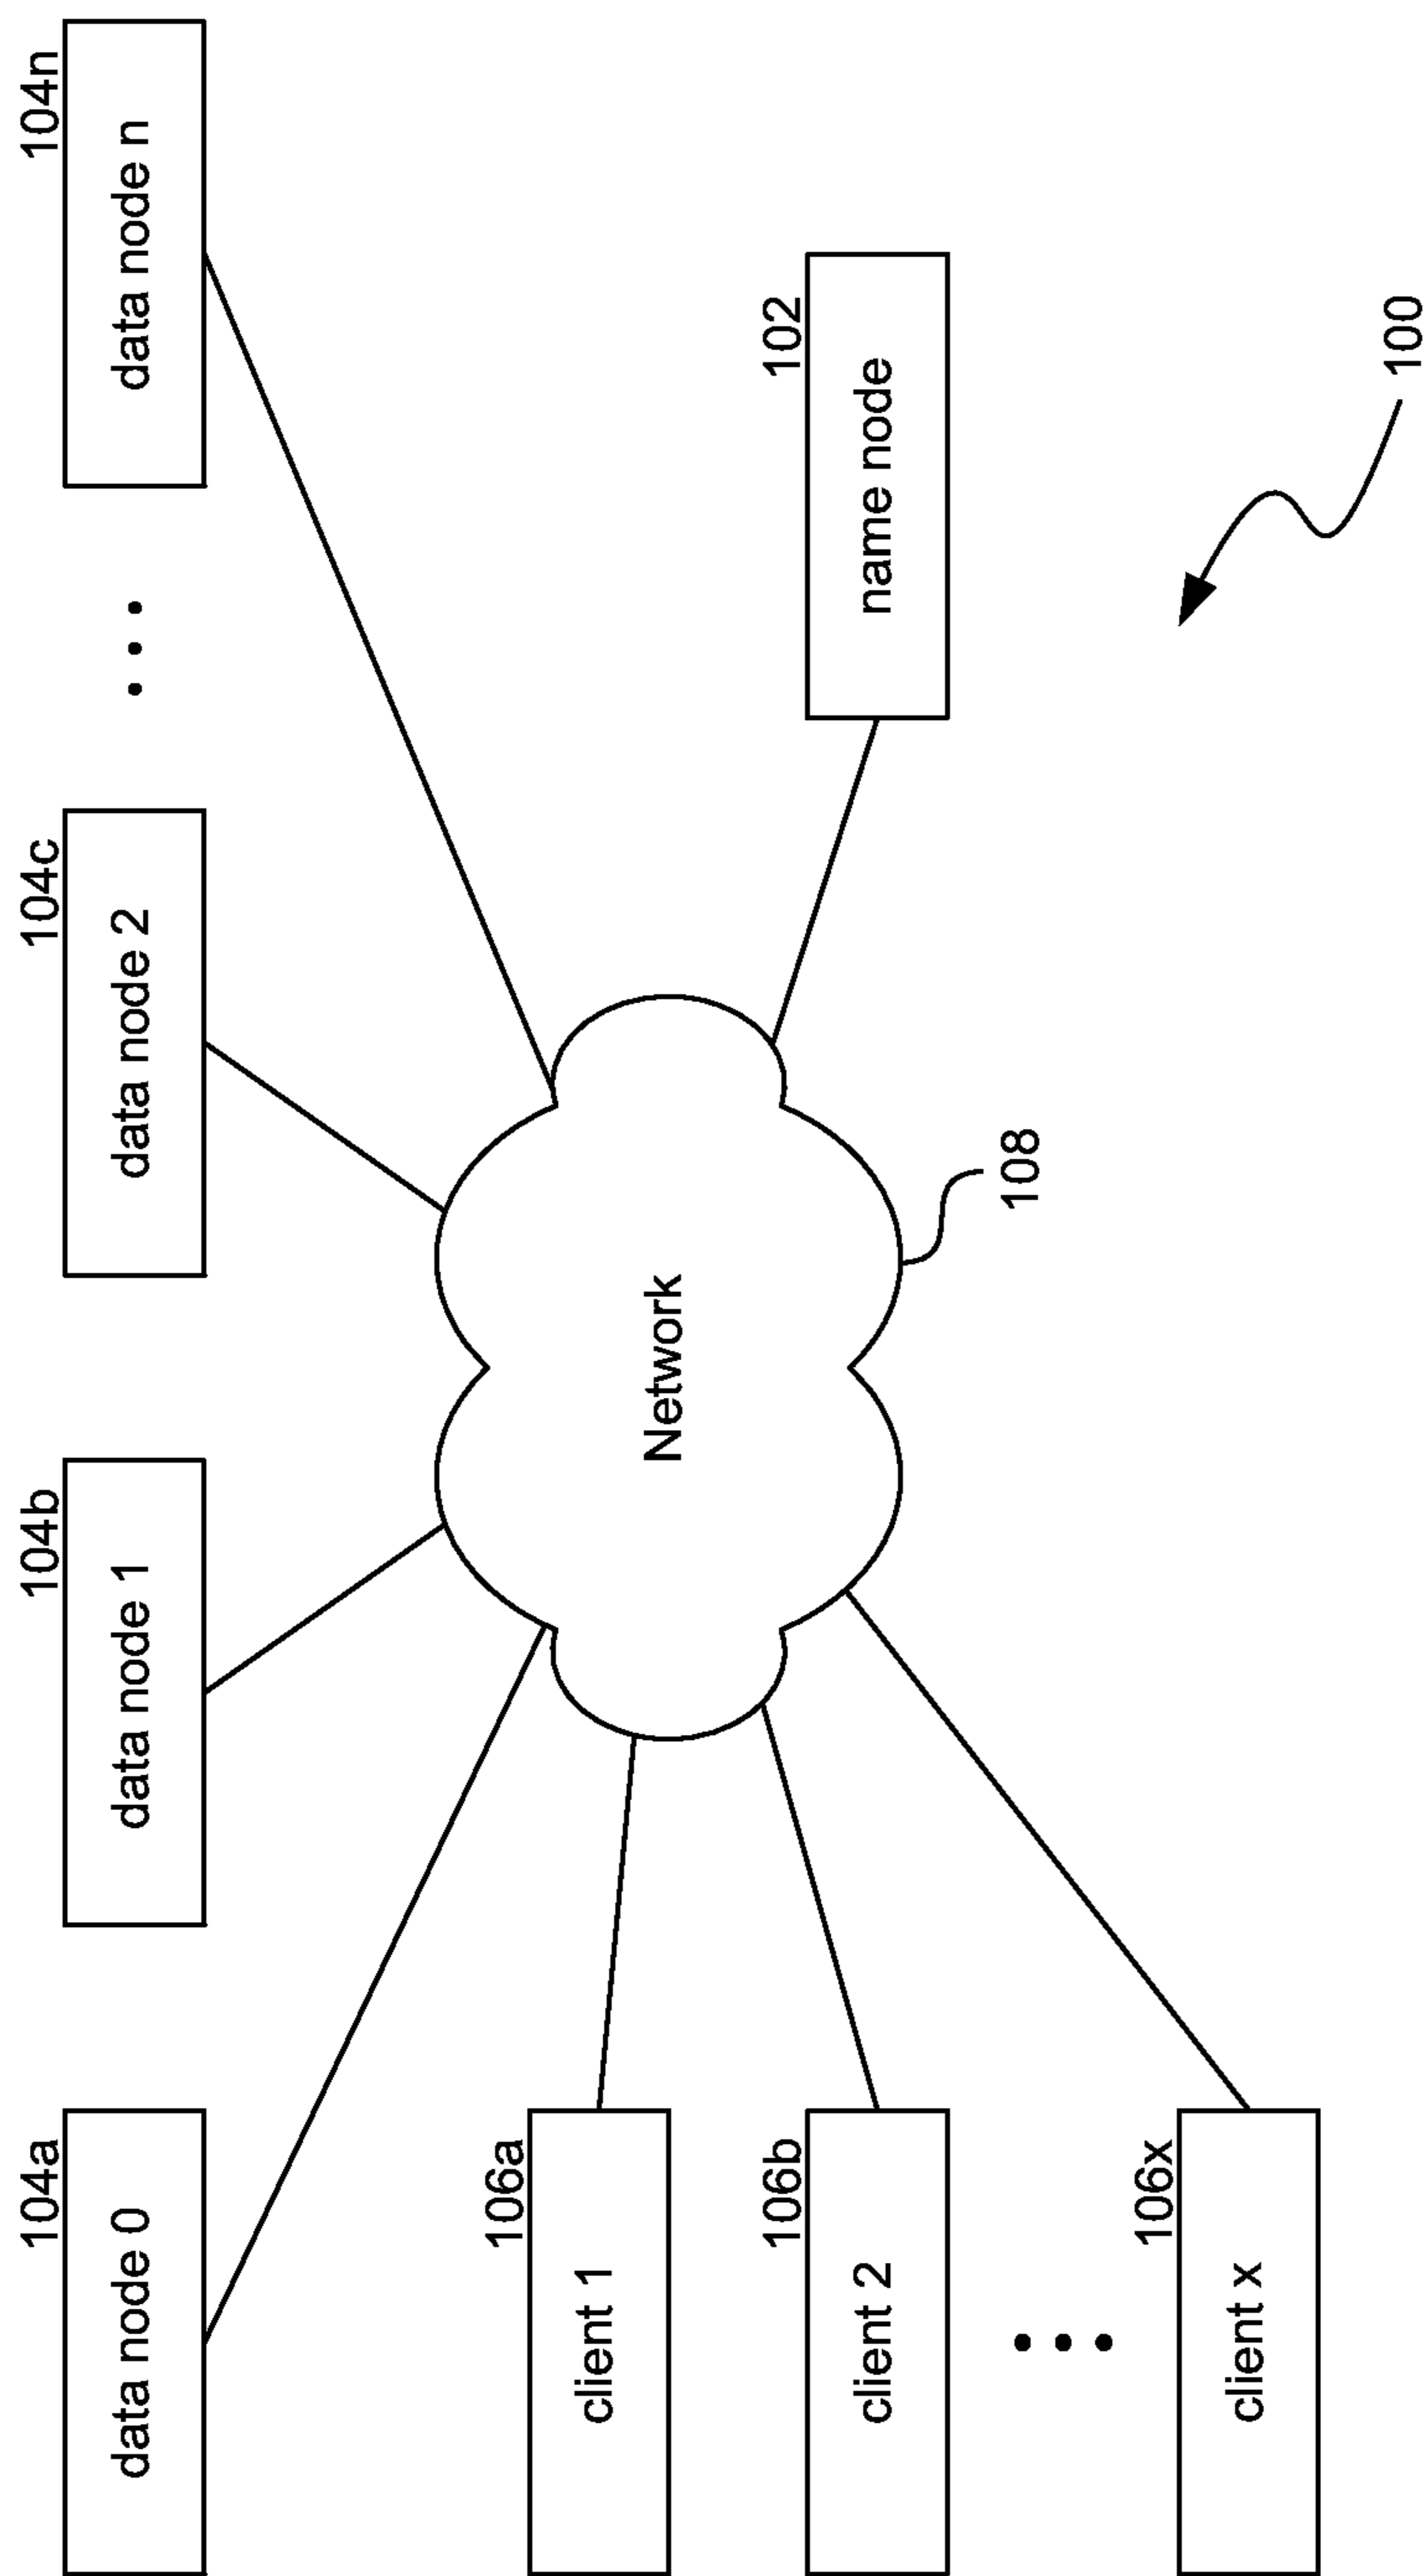 104a
data node 0
104b
data node 1
104c
data node 2
104n
data node n
106a
client 1
Network
106b
client 2
102
name node
108
106x
client x
100